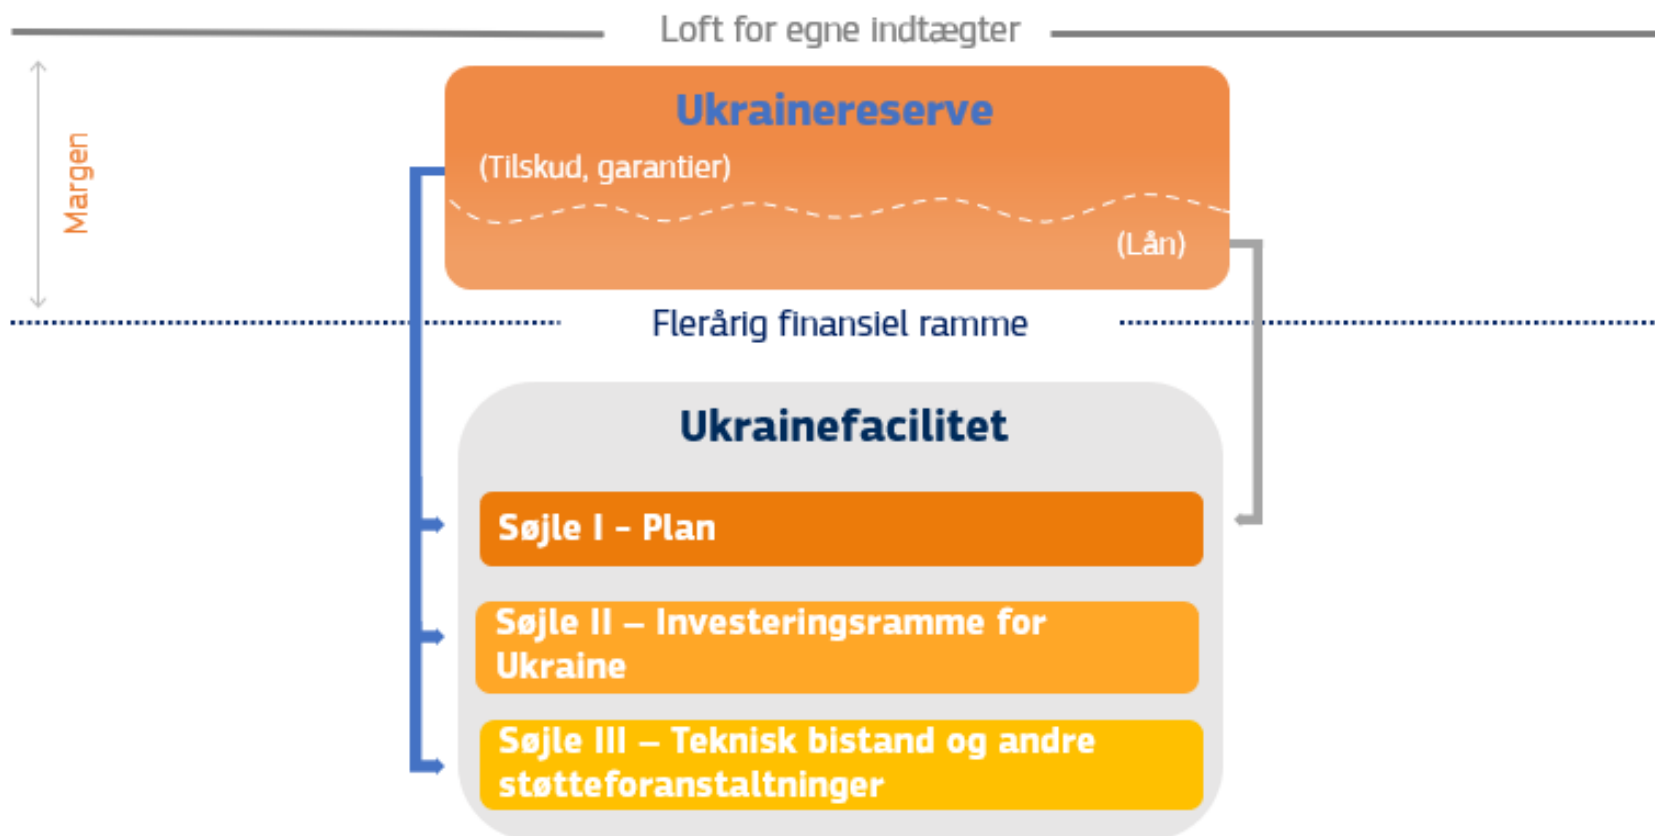 Loft for egne indtægter
Ukrainereserve
(Tilskud, garantier)
Margen
(Lån)
Flerårig finansiel ramme
Ukrainefacilitet
Søjle I - Plan
Søjle II – Investeringsramme for
Ukraine
Søjle III – Teknisk bistand og andre
støtteforanstaltninger